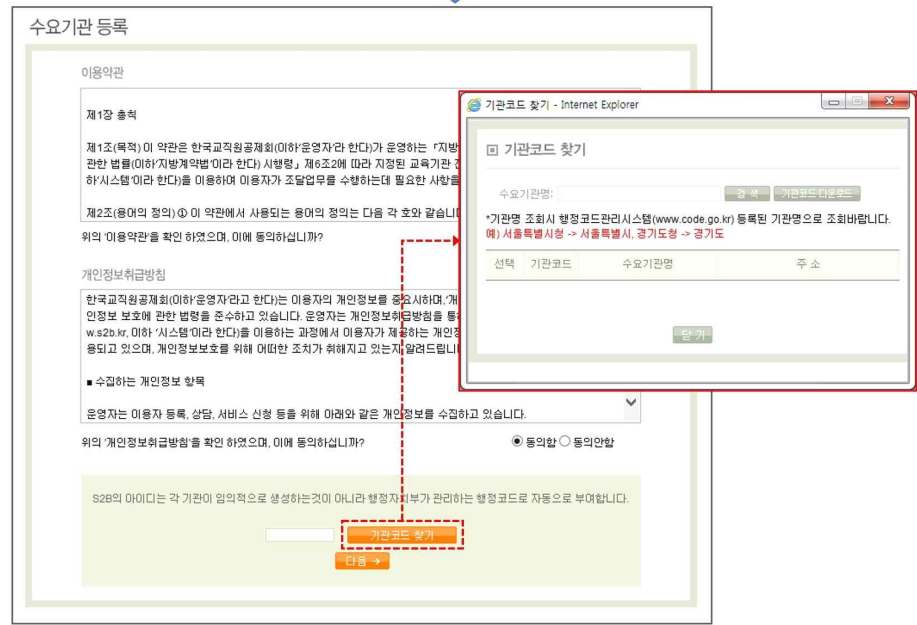 수요기관 등록
이용약관
제1장 총칙
제1조(목적) 이 약관은 한국교직원공제회(이하'운영자'라 한다)가 운영하는 「지방
관한 법률(이하'지방계약법'이라 한다) 시행령」 제6조2에 따라 지정된 교육기관
하'시스템'이라 한다)을 이용하여 이용자가 조달업무를 수행하는데 필요한 사항을
제2조(용어의 정의) ① 이 약관에서 사용되는 용어의 정의는 다음 각 호와 같습니
위의 '이용약관'을 확인 하였으며, 이에 동의하십니까?
개인정보취급방침
한국교직원공제회(이하'운영자'라고 한다)는 이용자의 개인정보를 중요시하며,'개
인정보 보호에 관한 법령을 준수하고 있습니다. 운영자는 개인정보취급방침을 통
w.s2b.kr, 이하 '시스템'이라 한다)을 이용하는 과정에서 이용자가 제공하는 개인정
용되고 있으며, 개인정보보호를 위해 어떠한 조치가 취해지고 있는지 알려드립니
■ 수집하는 개인정보 항목
운영자는 이용자 등록, 상담, 서비스 신청 등을 위해 아래와 같은 개인정보를 수집하고 있습니다.
위의 '개인정보취급방침'을 확인 하였으며, 이에 동의하십니까?
동의함 동의안함
S2B의 아이디는 각 기관이 임의적으로 생성하는것이 아니라 행정자치부가 관리하는 행정코드로 자동으로 부여합니다.
기관코드 찾기
다음 →
기관코드 찾기 - Internet Explorer
기관코드 찾기
수요기관명: 검 색 기관코드 다운로드
*기관명 조회시 행정코드관리시스템(www.code.go.kr) 등록된 기관명으로 조회바랍니다.
예) 서울특별시청 -> 서울특별시, 경기도청 -> 경기도
선택 기관코드 수요기관명 주 소
닫 기